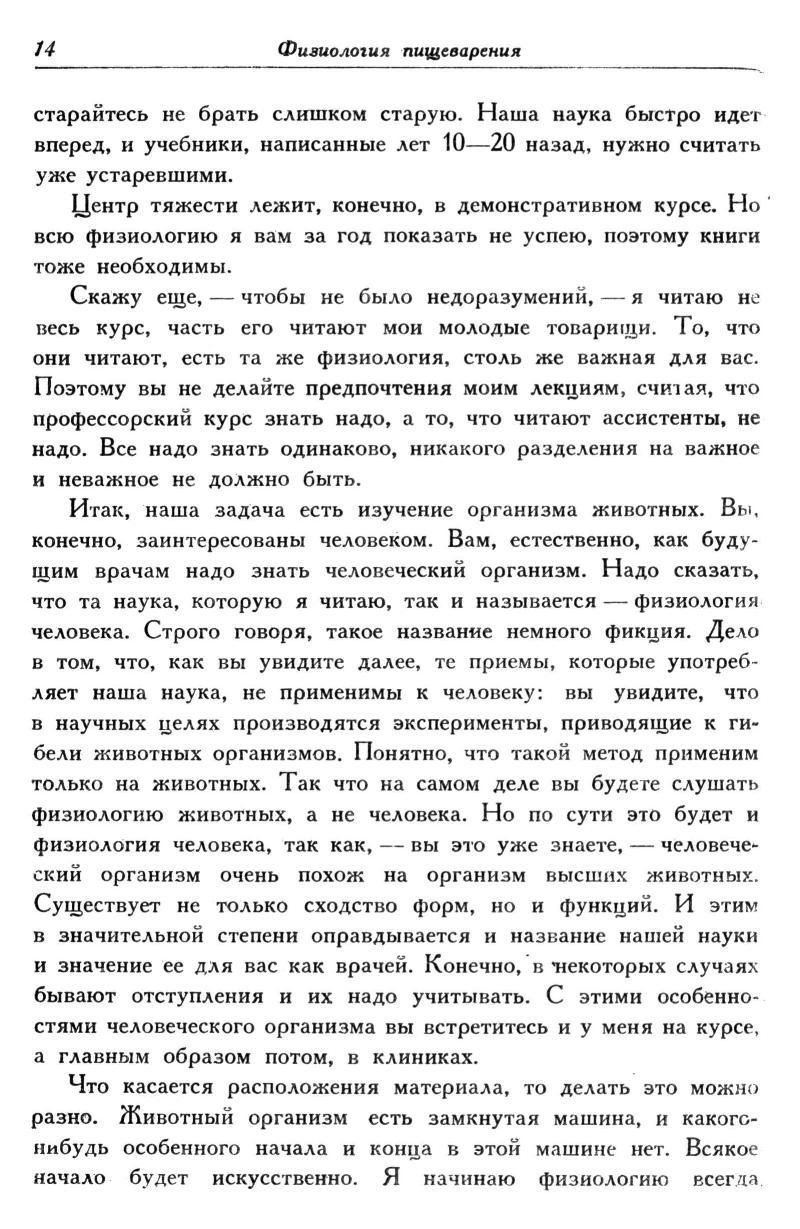 14 Физиология пищеварения
старайтесь не брать слишком старую. Наша наука быстро идет
вперед, и учебники, написанные лет 10—20 назад, нужно считать
уже устаревшими.
Центр тяжести лежит, конечно, в демонстративном курсе. Но
всю физиологию я вам за год показать не успею, поэтому книги
тоже необходимы.
Скажу еще, — чтобы не было недоразумений, — я читаю не
весь курс, часть его читают мои молодые товарищи. То, что
они читают, есть та же физиология, столь же важная для вас.
Поэтому вы не делайте предпочтения моим лекциям, считая, что
профессорский курс знать надо, а то, что читают ассистенты, не
надо. Все надо знать одинаково, никакого разделения на важное
и неважное не должно быть.
Итак, наша задача есть изучение организма животных. Вы,
конечно, заинтересованы человеком. Вам, естественно, как буду-
щим врачам надо знать человеческий организм. Надо сказать,
что та наука, которую я читаю, так и называется — физиология
человека. Строго говоря, такое название немного фикция. Дело
в том, что, как вы увидите далее, те приемы, которые употреб-
ляет наша наука, не применимы к человеку: вы увидите, что
в научных целях производятся эксперименты, приводящие к ги-
бели животных организмов. Понятно, что такой метод применим
только на животных. Так что на самом деле вы будете слушать
физиологию животных, а не человека. Но по сути это будет и
физиология человека, так как, — вы это уже знаете, — человече-
ский организм очень похож на организм высших животных.
Существует не только сходство форм, но и функций. И этим
в значительной степени оправдывается и название нашей науки
и значение ее для вас как врачей. Конечно, в некоторых случаях
бывают отступления и их надо учитывать. С этими особенно-
стями человеческого организма вы встретитесь и у меня на курсе,
а главным образом потом, в клиниках.
Что касается расположения материала, то делать это можно
разно. Животный организм есть замкнутая машина, и какого-
нибудь особенного начала и конца в этой машине нет. Всякое
начало будет искусственно. Я начинаю физиологию всегда